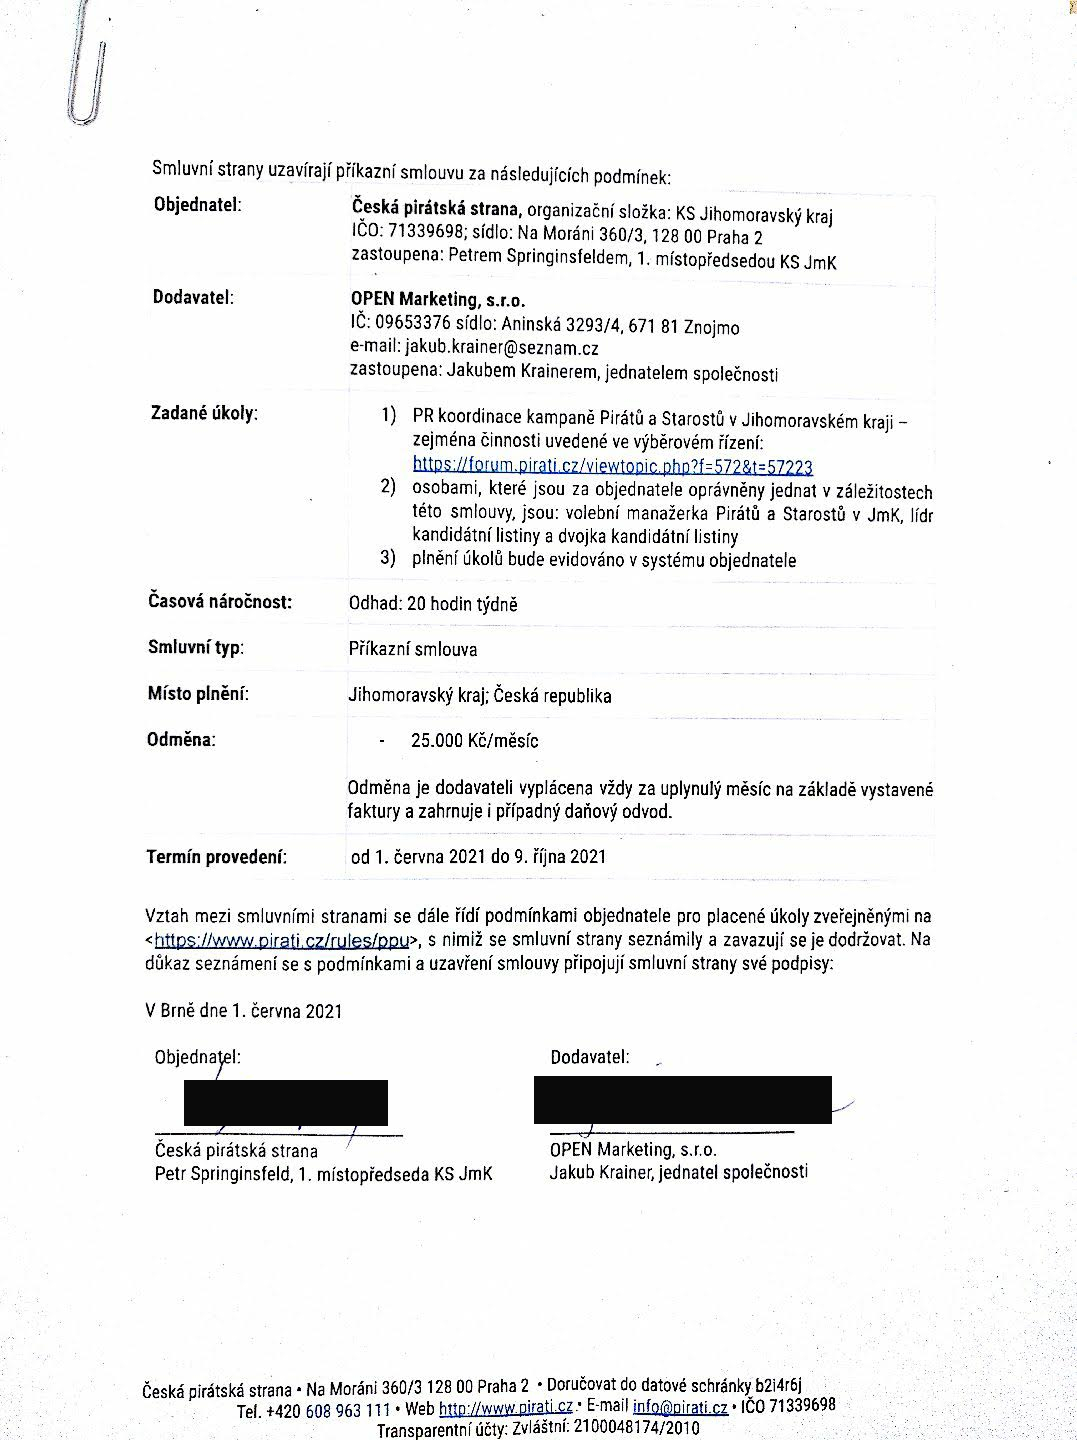 Smluvní strany uzavírají příkazní smlouvu za následujících podmínek:
Objednatel:
Česká pirátská strana, organizační složka: KS Jihomoravský kraj
IČO: 71339698; sídlo: Na Moráni 360/3, 128 00 Praha 2
zastoupena: Petrem Springinsfeldem, 1. místopředsedou KS JmK
Dodavatel:
OPEN Marketing, s.r.o.
IČ: 09653376 sídlo: Aninská 3293/4, 671 81 Znojmo
e-mail: jakub.krainer@seznam.cz
zastoupena: Jakubem Krainerem, jednatelem společnosti
Zadané úkoly:
1) PR koordinace kampaně Pirátů a Starostů v Jihomoravském kraji –
zejména činnosti uvedené ve výběrovém řízení:
https://forum.pirati.cz/viewtopic.php?f=572&t=57223
2) osobami, které jsou za objednatele oprávněny jednat v záležitostech
této smlouvy, jsou: volební manažerka Pirátů a Starostů v JmK, lídr
kandidátní listiny a dvojka kandidátní listiny
3) plnění úkolů bude evidováno v systému objednatele
Časová náročnost:
Odhad: 20 hodin týdně
Smluvní typ:
Příkazní smlouva
Místo plnění:
Jihomoravský kraj; Česká republika
Odměna:
- 25.000 Kč/měsíc
Odměna je dodavateli vyplácena vždy za uplynulý měsíc na základě vystavené
faktury a zahrnuje i případný daňový odvod.
Termín provedení:
od 1. června 2021 do 9. října 2021
Vztah mezi smluvními stranami se dále řídí podmínkami objednatele pro placené úkoly zveřejněnými na
<https://www.pirati.cz/rules/ppu>, s nimiž se smluvní strany seznámily a zavazují se je dodržovat. Na
důkaz seznámení se s podmínkami a uzavření smlouvy připojují smluvní strany své podpisy:
V Brně dne 1. června 2021
Objednatel:
Dodavatel:
Česká pirátská strana
Petr Springinsfeld, 1. místopředseda KS JmK
OPEN Marketing, s.r.o.
Jakub Krainer, jednatel společnosti
Česká pirátská strana • Na Moráni 360/3 128 00 Praha 2 • Doručovat do datové schránky b2i4r6j
Tel. +420 608 963 111 • Web http://www.pirati.cz • E-mail info@pirati.cz • IČO 71339698
Transparentní účty: Zvláštní: 2100048174/2010